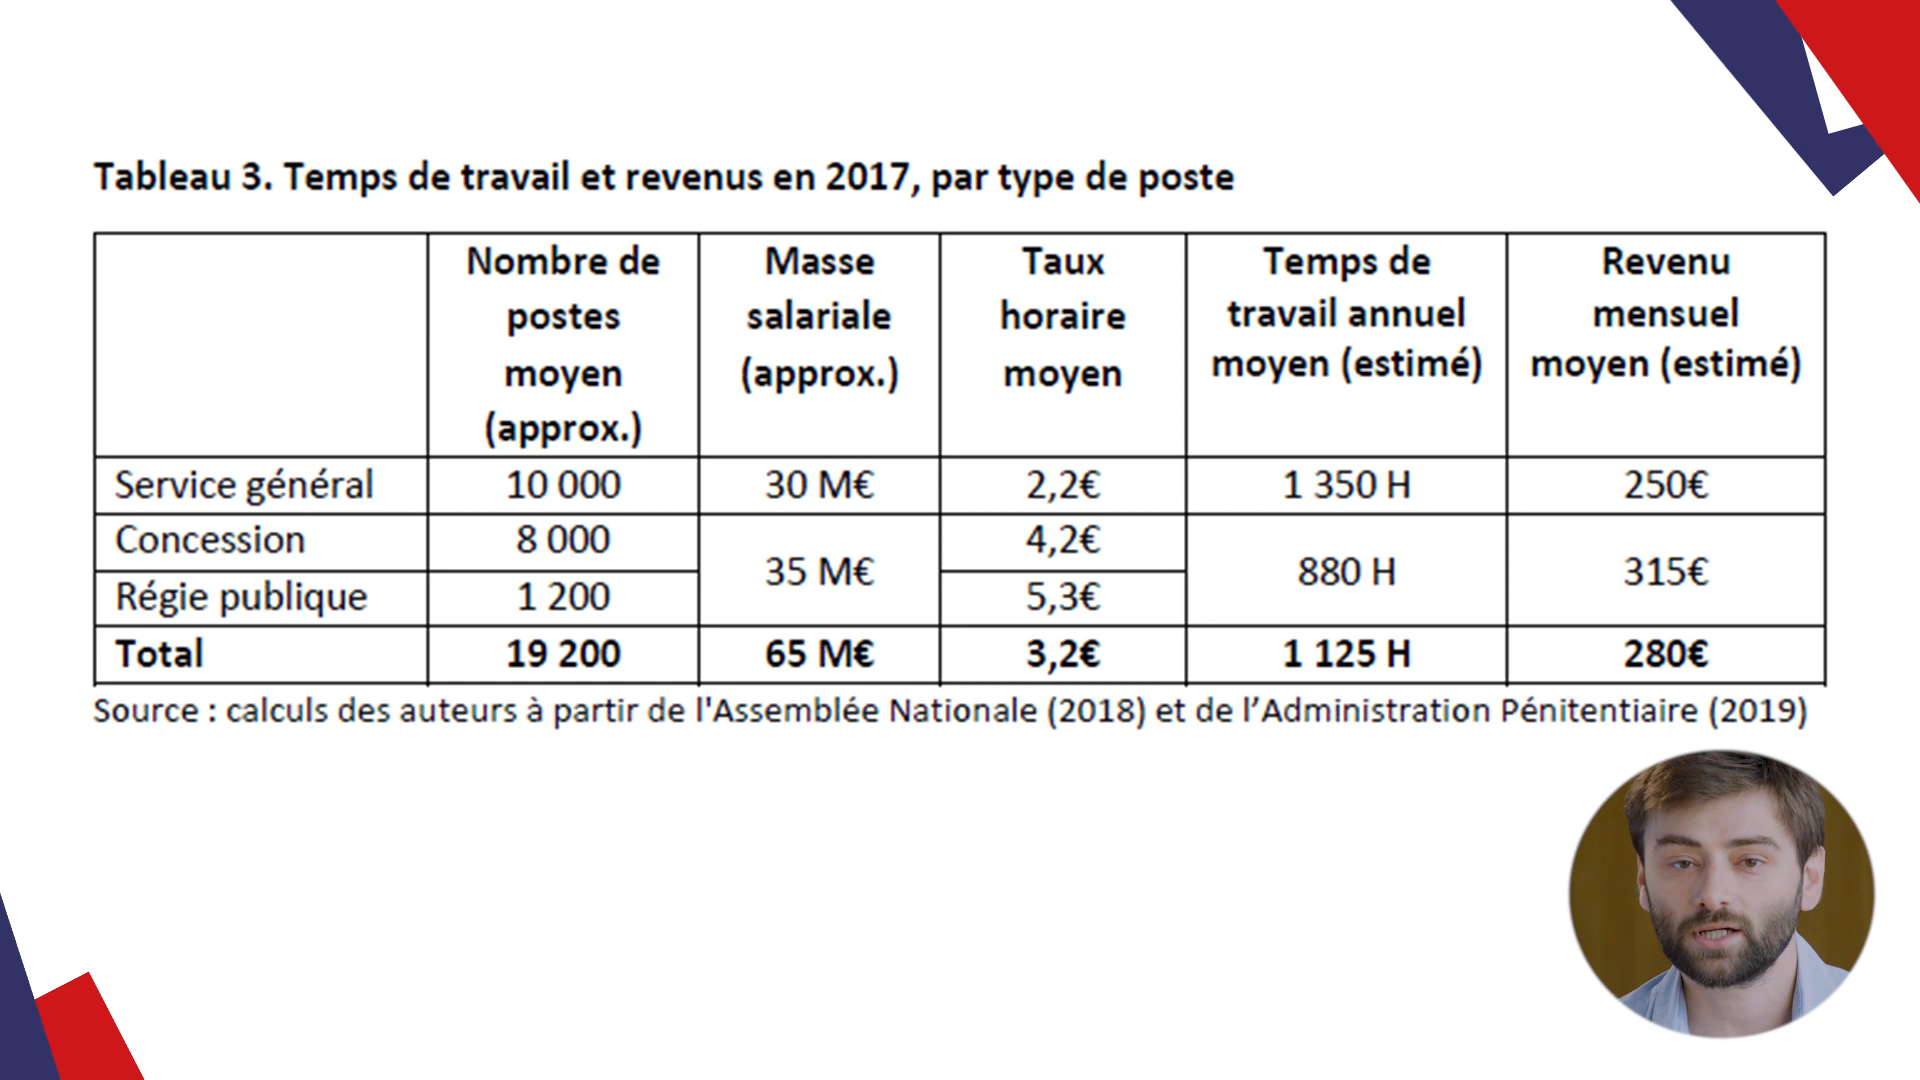 Tableau 3. Temps de travail et revenus en 2017, par type de poste
Nombre de postes moyen (approx.) Masse salariale (approx.) Taux horaire moyen Temps de travail annuel moyen (estimé) Revenu mensuel moyen (estimé)
Service général 10 000 30 M€ 2,2€ 1 350 H 250€
Concession 8 000 35 M€ 4,2€ 880 H 315€
Régie publique 1 200 5,3€
Total 19 200 65 M€ 3,2€ 1 125 H 280€
Source : calculs des auteurs à partir de l'Assemblée Nationale (2018) et de l’Administration Pénitentiaire (2019)